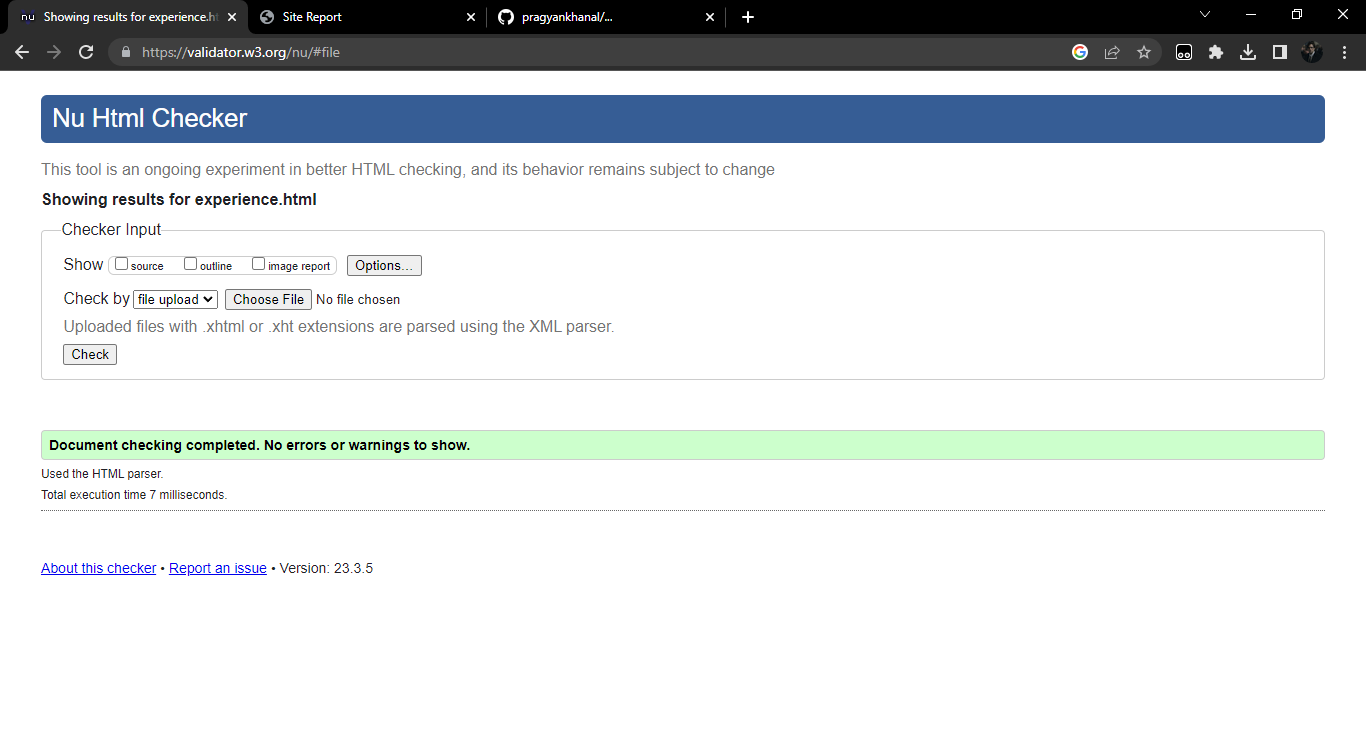 nu Showing results for experience.ht
Site Report
pragyankhanal/...
https://validator.w3.org/nu/#file
Nu Html Checker
This tool is an ongoing experiment in better HTML checking, and its behavior remains subject to change
Showing results for experience.html
Checker Input
Show source outline image report Options...
Check by file upload Choose File No file chosen
Uploaded files with .xhtml or .xht extensions are parsed using the XML parser.
Check
Document checking completed. No errors or warnings to show.
Used the HTML parser.
Total execution time 7 milliseconds.
About this checker • Report an issue • Version: 23.3.5